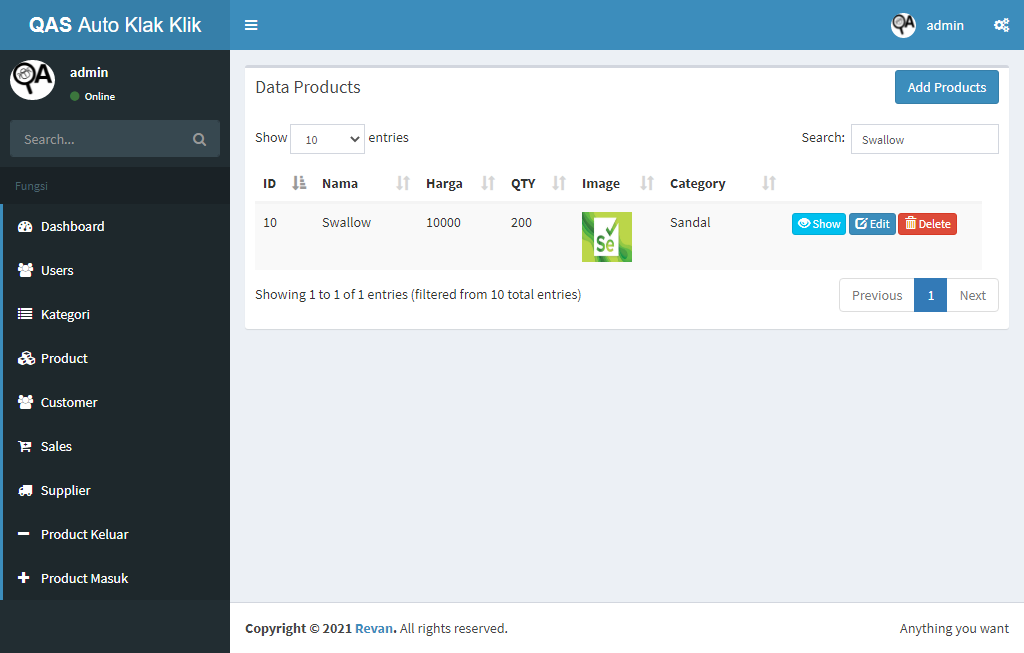 QAS Auto Klak Klik
admin
admin
Online
Search...
Fungsi
Dashboard
Users
Kategori
Product
Customer
Sales
Supplier
Product Keluar
Product Masuk
Data Products
Add Products
Show 10 entries
Search: Swallow
ID Nama Harga QTY Image Category
10 Swallow 10000 200 Se Sandal Show Edit Delete
Showing 1 to 1 of 1 entries (filtered from 10 total entries)
Previous 1 Next
Copyright © 2021 Revan. All rights reserved.
Anything you want